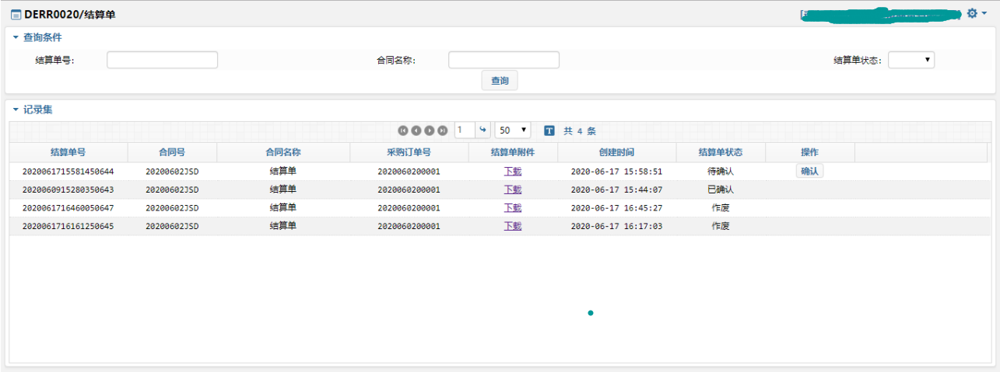 DERR0020/结算单
查询条件
结算单号: 合同名称: 结算单状态:
查询
记录集
1 50 T 共 4 条
结算单号 合同号 合同名称 采购订单号 结算单附件 创建时间 结算单状态 操作
2020061715581450644 20200602JSD 结算单 2020060200001 下载 2020-06-17 15:58:51 待确认 确认
2020060915280350643 20200602JSD 结算单 2020060200001 下载 2020-06-17 15:44:07 已确认
2020061716460050647 20200602JSD 结算单 2020060200001 下载 2020-06-17 16:45:27 作废
2020061716161250645 20200602JSD 结算单 2020060200001 下载 2020-06-17 16:17:03 作废